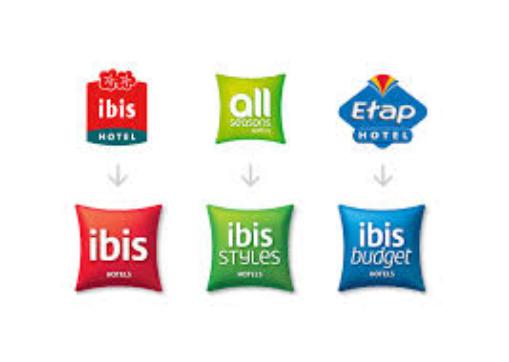 ibis
HOTEL
all
seasons
Etap
HOTEL
ibis
HOTELS
ibis
STYLES
HOTELS
ibis
budget
HOTELS